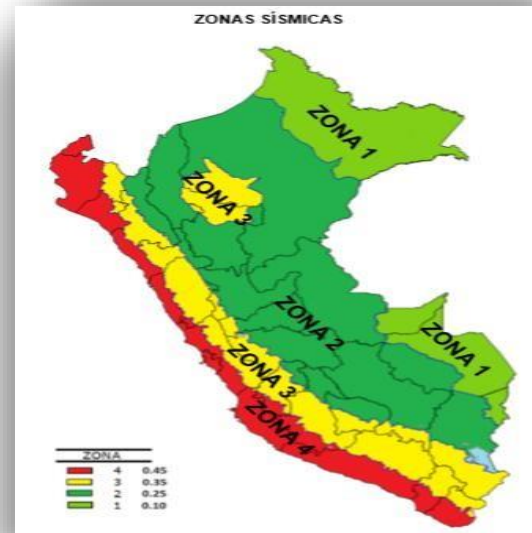 ZONAS SÍSMICAS
ZONA 1
ZONA 3
ZONA 2
ZONA 1
ZONA 3
ZONA 4
ZONA
4 0.45
3 0.35
2 0.25
1 0.10